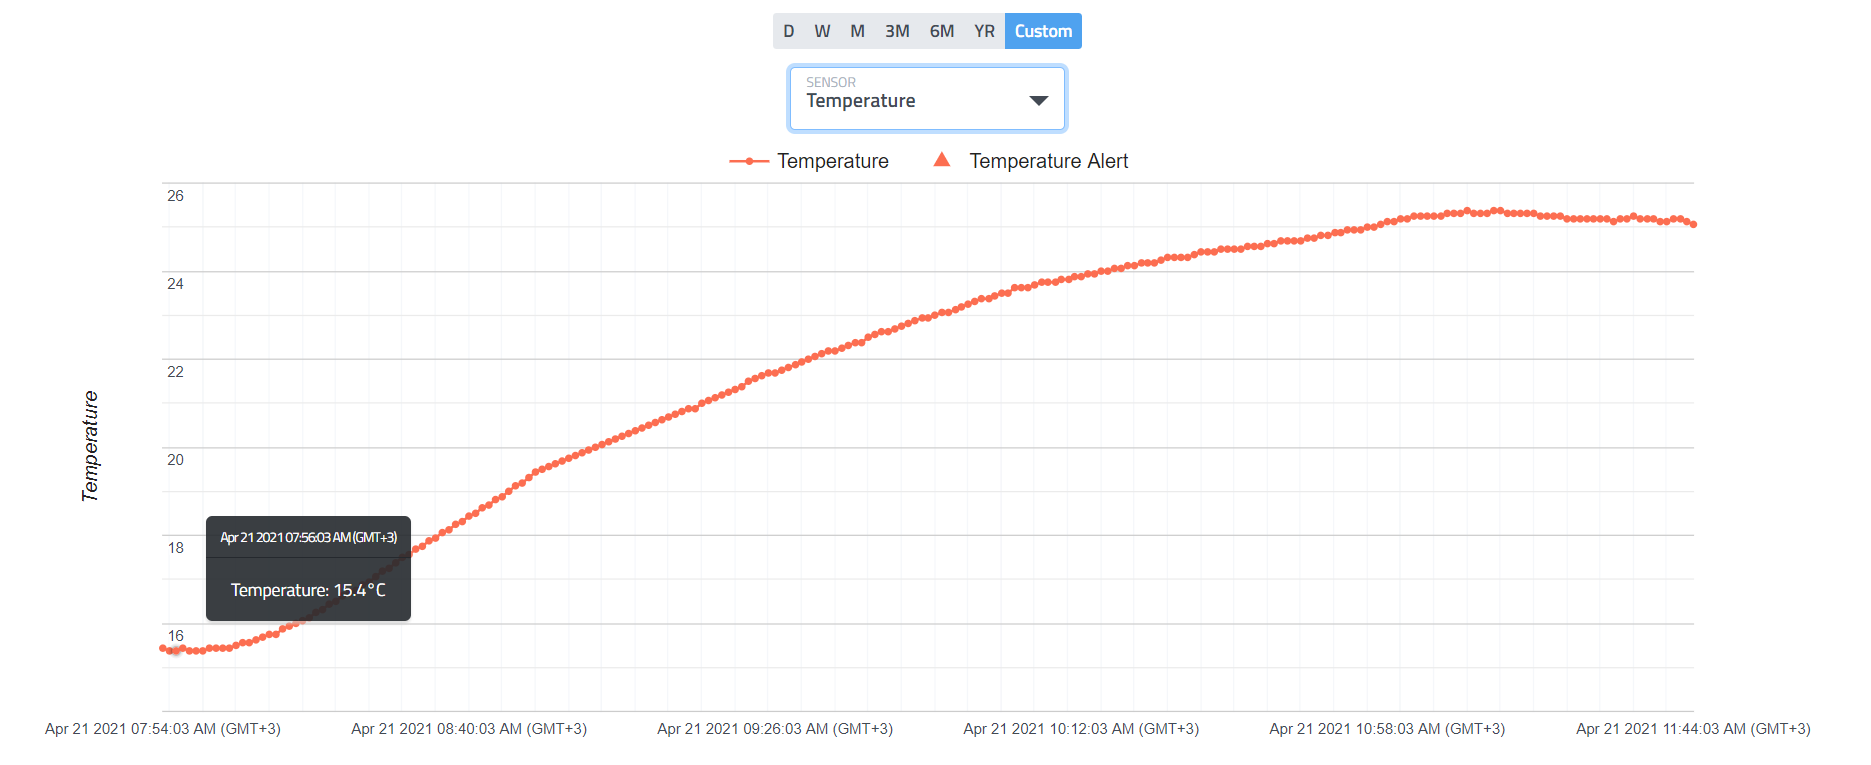 D W M 3M 6M YR Custom
SENSOR
Temperature
Temperature Temperature Alert
26
24
22
20
18
16
Temperature
Apr 21 2021 07:56:03 AM (GMT+3)
Temperature: 15.4°C
Apr 21 2021 07:54:03 AM (GMT+3) Apr 21 2021 08:40:03 AM (GMT+3) Apr 21 2021 09:26:03 AM (GMT+3) Apr 21 2021 10:12:03 AM (GMT+3) Apr 21 2021 10:58:03 AM (GMT+3) Apr 21 2021 11:44:03 AM (GMT+3)